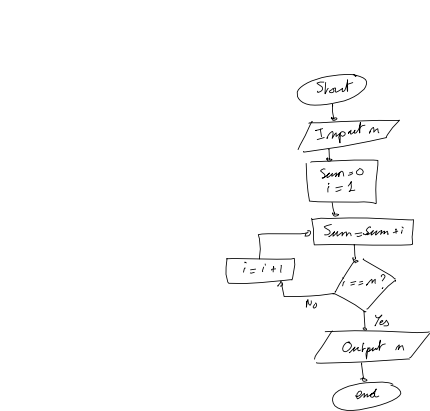 Start
Input n
Sum = 0
i = 1
Sum = Sum + i
i = i + 1
i == n ?
No
Yes
Output n
end